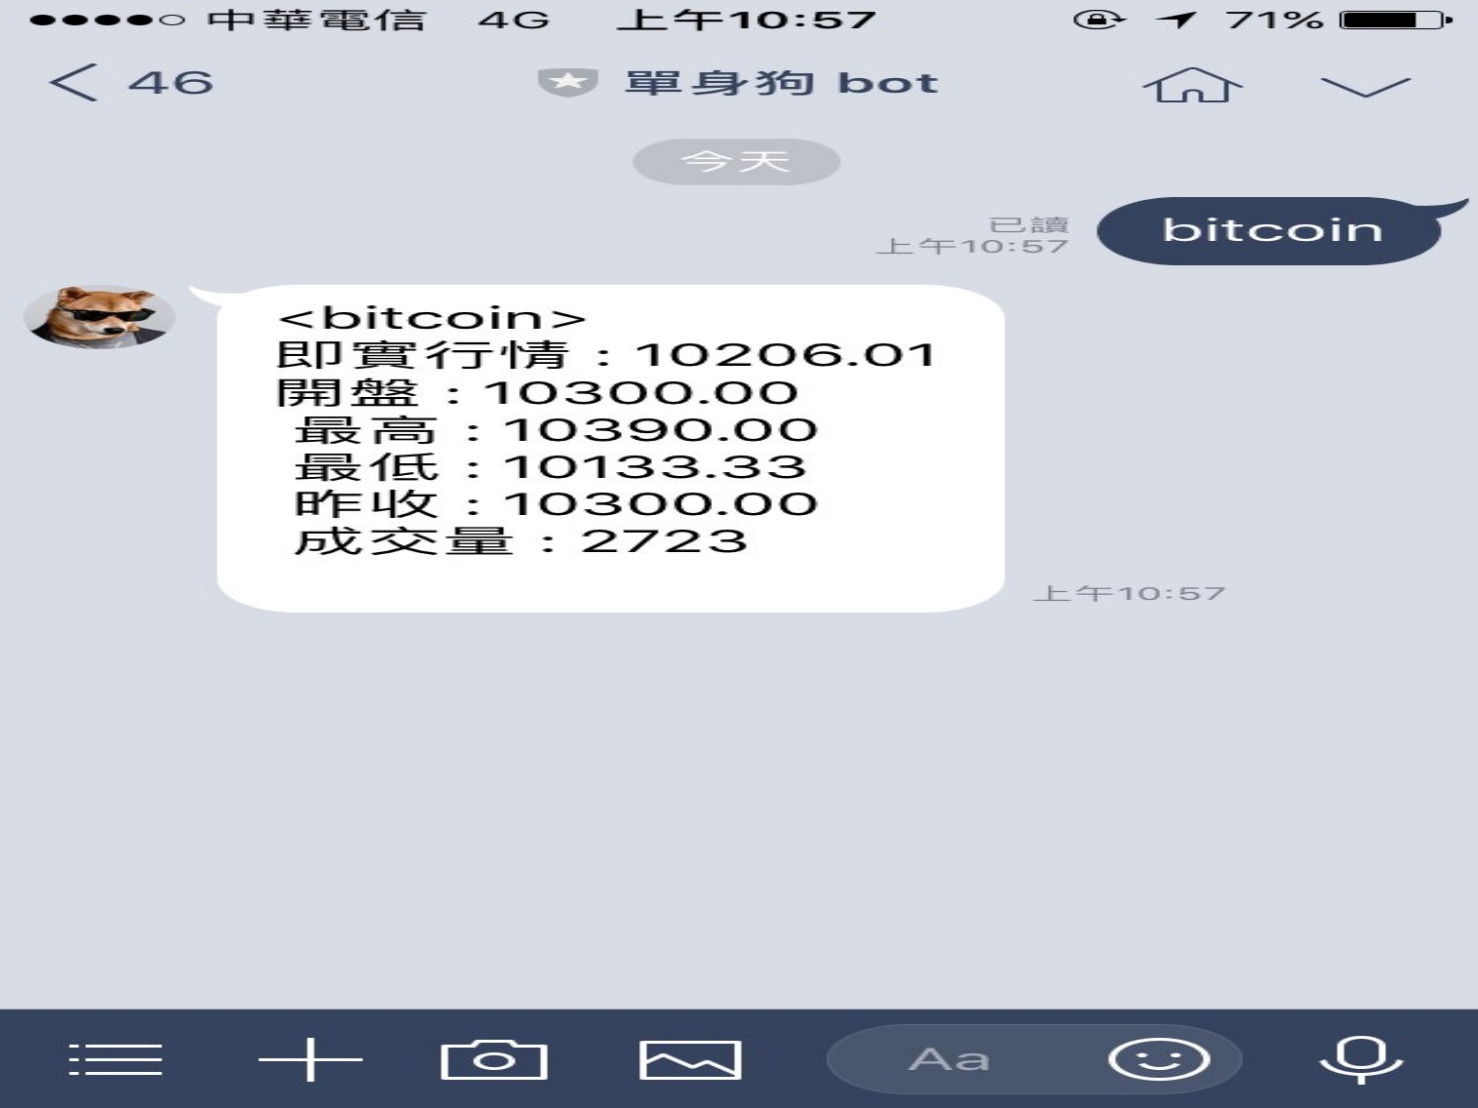 中華電信 4G 上午10:57 71%
46 單身狗 bot
今天
bitcoin
已讀
上午10:57
<bitcoin>
即實行情：10206.01
開盤：10300.00
最高：10390.00
最低：10133.33
昨收：10300.00
成交量：2723
上午10:57
Aa